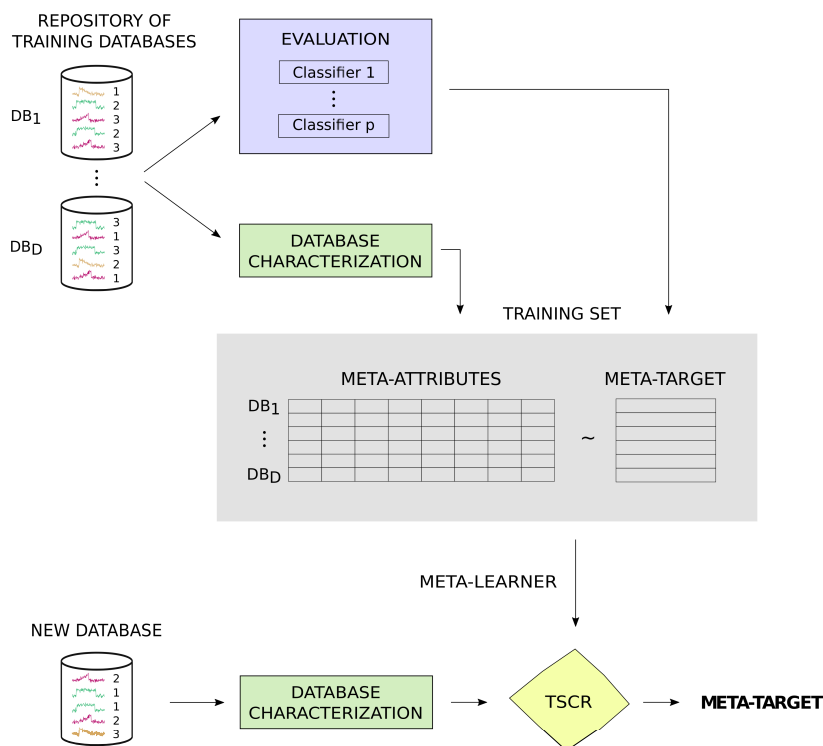 REPOSITORY OF
TRAINING DATABASES
DB1
1
2
3
2
3
DBD
3
1
3
2
1
EVALUATION
Classifier 1
Classifier p
DATABASE
CHARACTERIZATION
TRAINING SET
META-ATTRIBUTES
META-TARGET
DB1
~
DBD
META-LEARNER
NEW DATABASE
2
1
1
2
3
DATABASE
CHARACTERIZATION
TSCR
META-TARGET